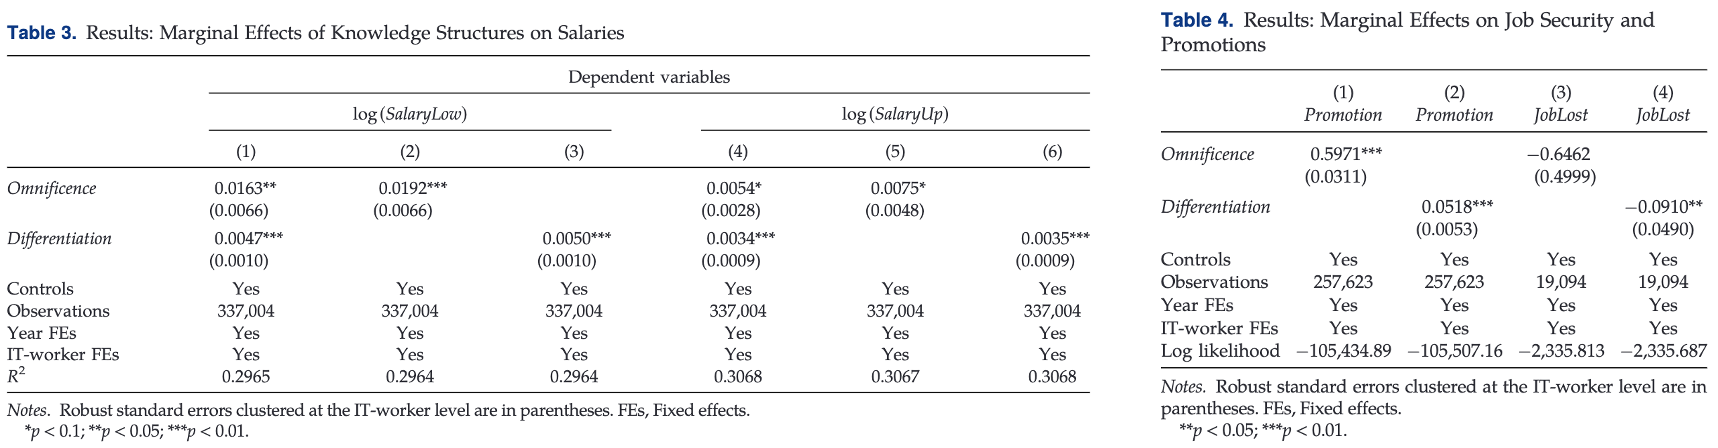 Table 3. Results: Marginal Effects of Knowledge Structures on Salaries
Dependent variables
log(SalaryLow) log(SalaryUp)
(1) (2) (3) (4) (5) (6)
Omnificence 0.0163** 0.0192*** 0.0054* 0.0075*
(0.0066) (0.0066) (0.0028) (0.0048)
Differentiation 0.0047*** 0.0050*** 0.0034*** 0.0035***
(0.0010) (0.0010) (0.0009) (0.0009)
Controls Yes Yes Yes Yes Yes Yes
Observations 337,004 337,004 337,004 337,004 337,004 337,004
Year FEs Yes Yes Yes Yes Yes Yes
IT-worker FEs Yes Yes Yes Yes Yes Yes
R² 0.2965 0.2964 0.2964 0.3068 0.3067 0.3068
Notes. Robust standard errors clustered at the IT-worker level are in parentheses. FEs, Fixed effects.
*p < 0.1; **p < 0.05; ***p < 0.01.
Table 4. Results: Marginal Effects on Job Security and
Promotions
(1) (2) (3) (4)
Promotion Promotion JobLost JobLost
Omnificence 0.5971*** −0.6462
(0.0311) (0.4999)
Differentiation 0.0518*** −0.0910**
(0.0053) (0.0490)
Controls Yes Yes Yes Yes
Observations 257,623 257,623 19,094 19,094
Year FEs Yes Yes Yes Yes
IT-worker FEs Yes Yes Yes Yes
Log likelihood −105,434.89 −105,507.16 −2,335.813 −2,335.687
Notes. Robust standard errors clustered at the IT-worker level are in
parentheses. FEs, Fixed effects.
**p < 0.05; ***p < 0.01.